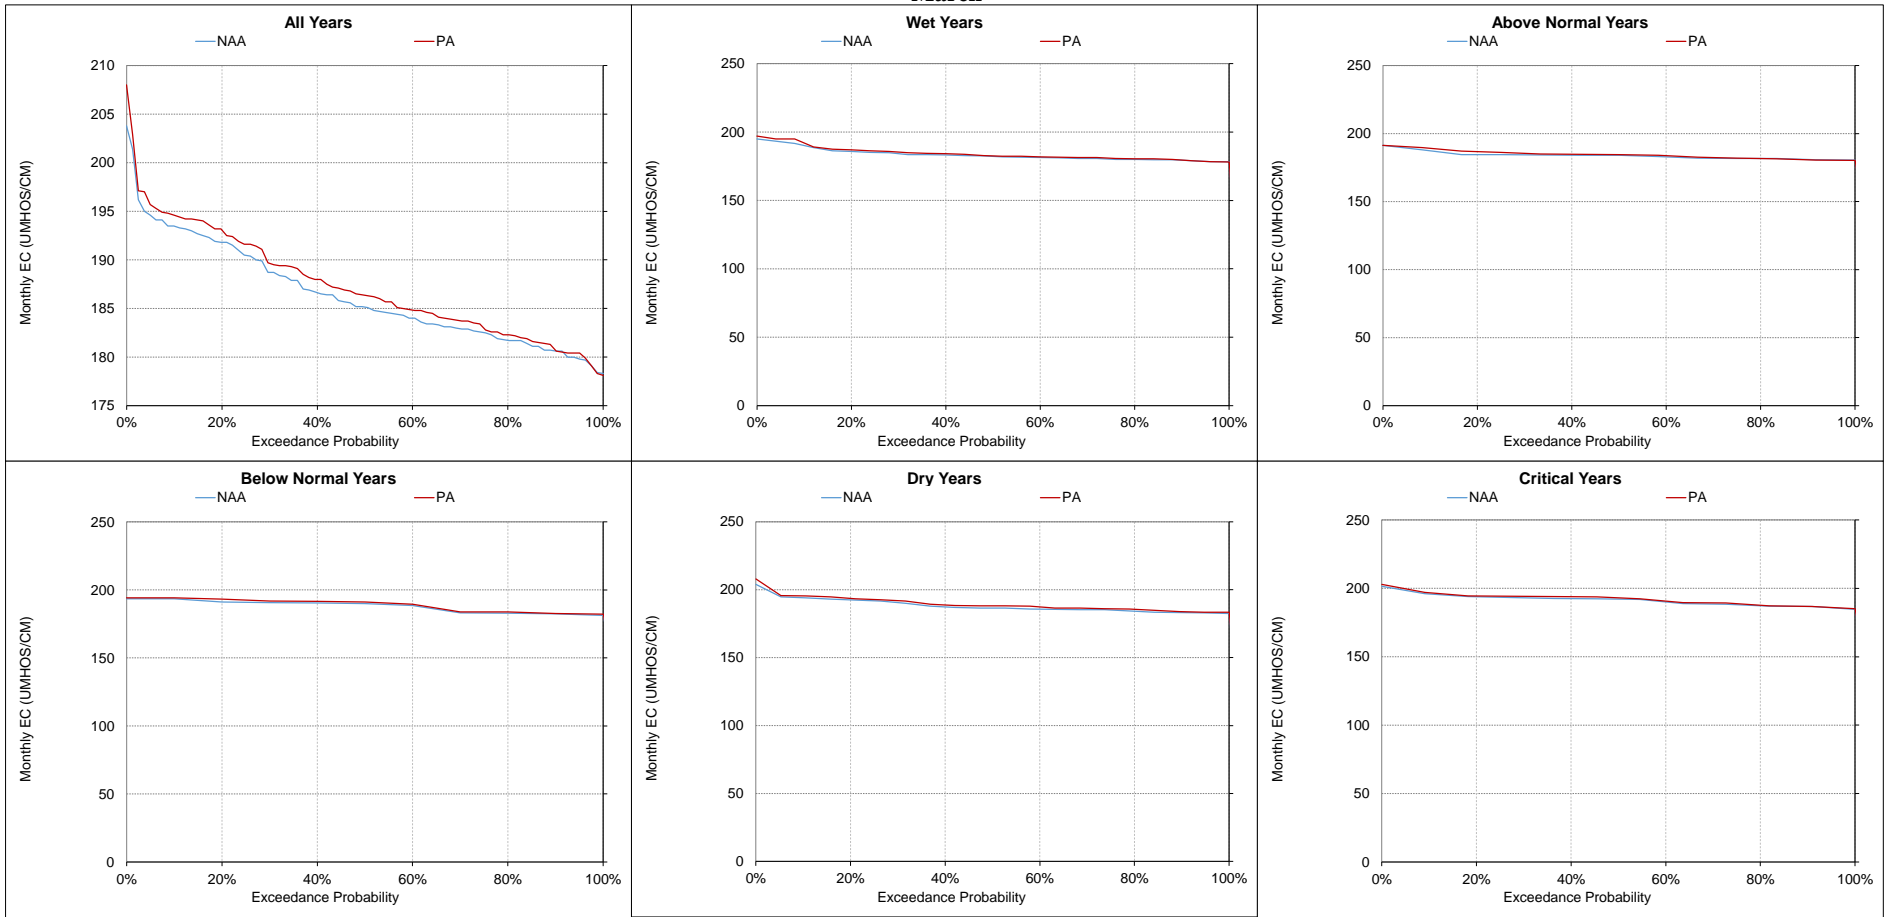 All Years
NAA PA
210
205
200
195
190
185
180
175
0% 20% 40% 60% 80% 100%
Monthly EC (UMHOS/CM)
Exceedance Probability
Wet Years
NAA PA
250
200
150
100
50
0
0% 20% 40% 60% 80% 100%
Monthly EC (UMHOS/CM)
Exceedance Probability
Above Normal Years
NAA PA
250
200
150
100
50
0
0% 20% 40% 60% 80% 100%
Monthly EC (UMHOS/CM)
Exceedance Probability
Below Normal Years
NAA PA
250
200
150
100
50
0
0% 20% 40% 60% 80% 100%
Monthly EC (UMHOS/CM)
Exceedance Probability
Dry Years
NAA PA
250
200
150
100
50
0
0% 20% 40% 60% 80% 100%
Monthly EC (UMHOS/CM)
Exceedance Probability
Critical Years
NAA PA
250
200
150
100
50
0
0% 20% 40% 60% 80% 100%
Monthly EC (UMHOS/CM)
Exceedance Probability